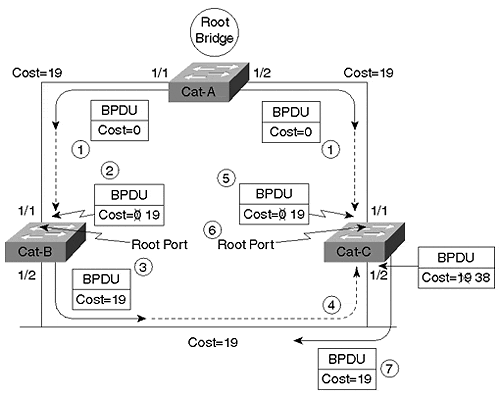 Root
Bridge
Cost=19
1/1
1/2
Cost=19
Cat-A
BPDU
Cost=0
BPDU
Cost=0
1
1
2
5
BPDU
Cost=0 19
BPDU
Cost=0 19
1/1
6
1/1
Root Port
Root Port
Cat-B
Cat-C
BPDU
Cost=19 38
1/2
3
1/2
BPDU
Cost=19
4
Cost=19
BPDU
Cost=19
7